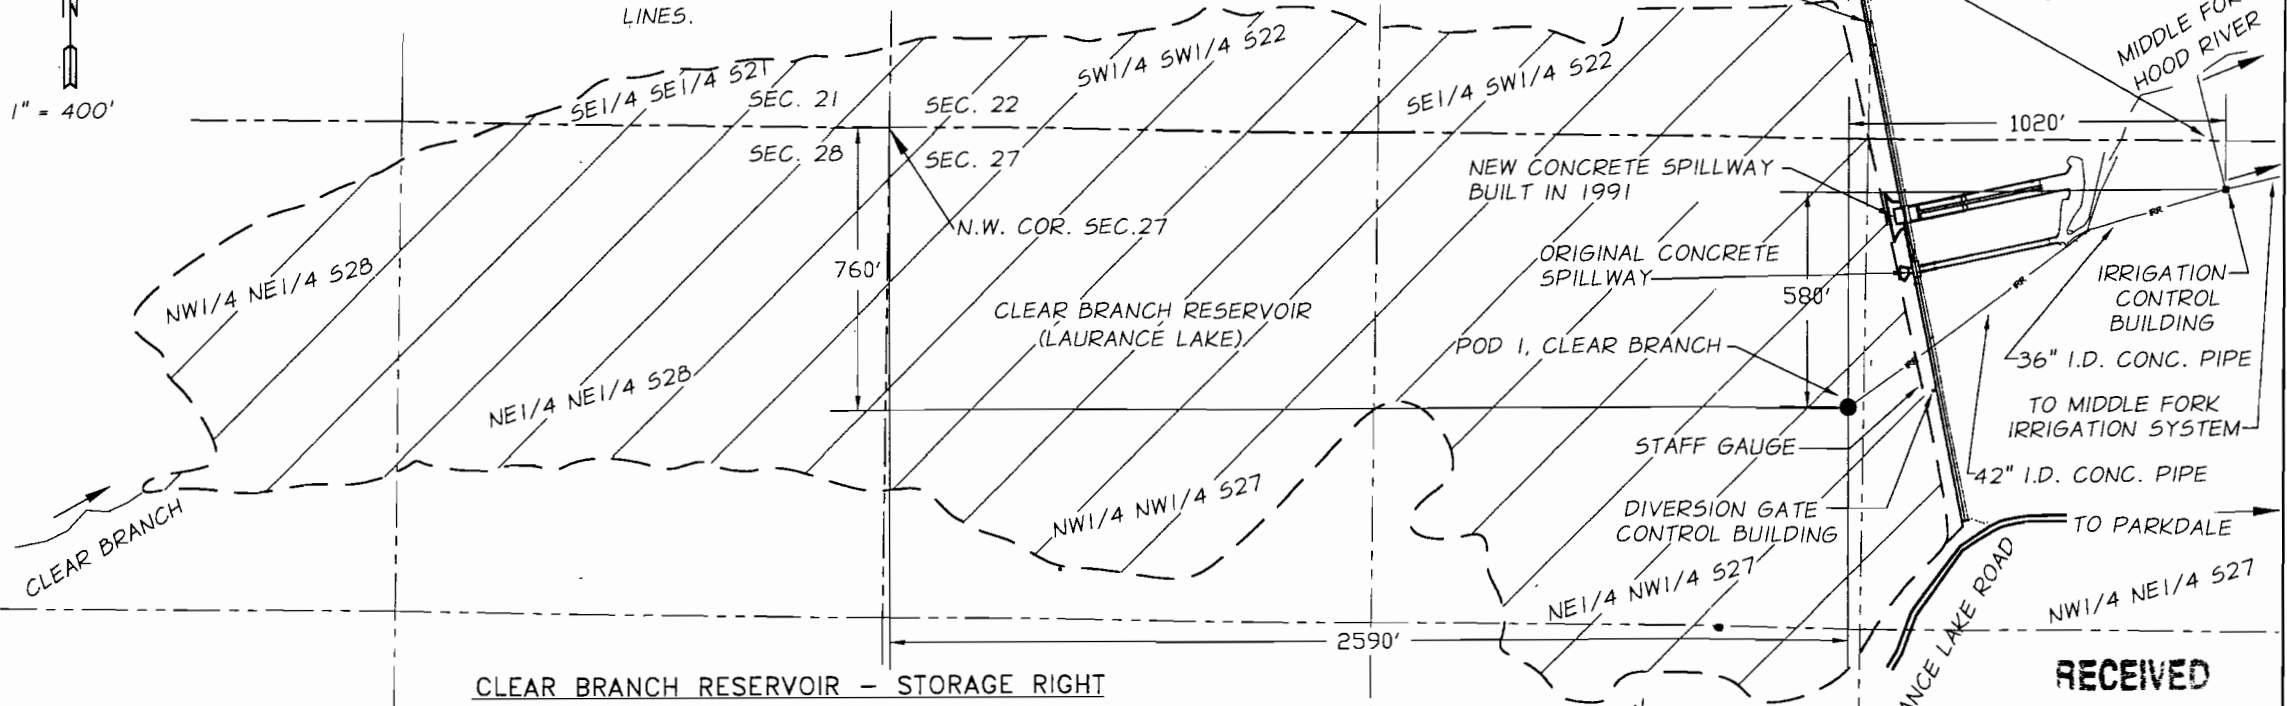 N
LINES.
1" = 400'
SE1/4 SE1/4 S21
SW1/4 SW1/4 S22
SE1/4 SW1/4 S22
MIDDLE FORK
HOOD RIVER
SEC. 21
SEC. 22
SEC. 28
SEC. 27
1020'
NEW CONCRETE SPILLWAY
BUILT IN 1991
N.W. COR. SEC.27
760'
ORIGINAL CONCRETE
SPILLWAY
580'
NW1/4 NE1/4 S28
IRRIGATION
CONTROL
BUILDING
CLEAR BRANCH RESERVOIR
(LAURANCE LAKE)
POD 1, CLEAR BRANCH
36" I.D. CONC. PIPE
NE1/4 NE1/4 S28
TO MIDDLE FORK
IRRIGATION SYSTEM
STAFF GAUGE
42" I.D. CONC. PIPE
NW1/4 NW1/4 S27
DIVERSION GATE
CONTROL BUILDING
TO PARKDALE
CLEAR BRANCH
NE1/4 NW1/4 S27
NW1/4 NE1/4 S27
2590'
LAKE ROAD
CLEAR BRANCH RESERVOIR - STORAGE RIGHT
RECEIVED